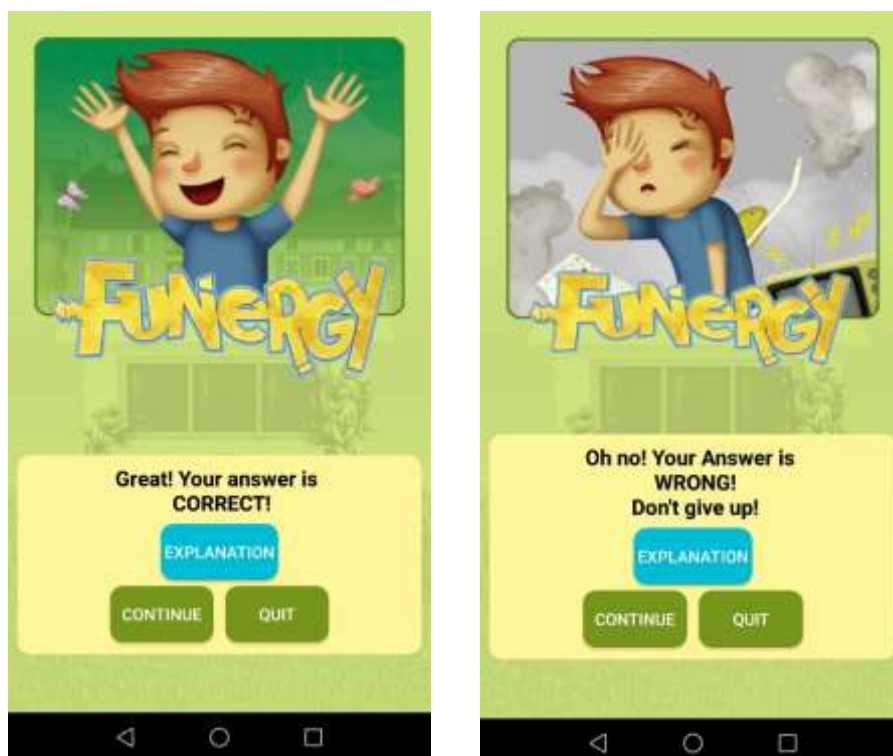 FUNERGY
Great! Your answer is
CORRECT!
EXPLANATION
CONTINUE QUIT
FUNERGY
Oh no! Your Answer is
WRONG!
Don't give up!
EXPLANATION
CONTINUE QUIT